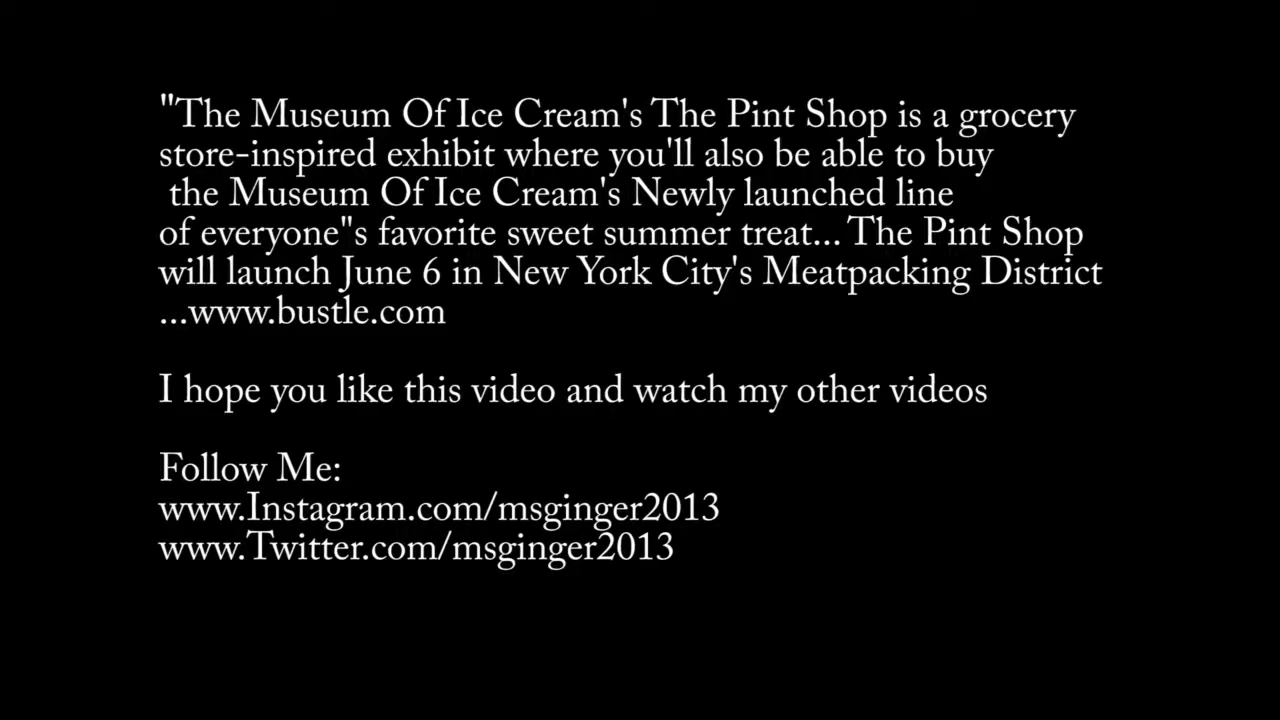 "The Museum Of Ice Cream's The Pint Shop is a grocery
store-inspired exhibit where you'll also be able to buy
the Museum Of Ice Cream's Newly launched line
of everyone"s favorite sweet summer treat... The Pint Shop
will launch June 6 in New York City's Meatpacking District
...www.bustle.com
I hope you like this video and watch my other videos
Follow Me:
www.Instagram.com/msginger2013
www.Twitter.com/msginger2013